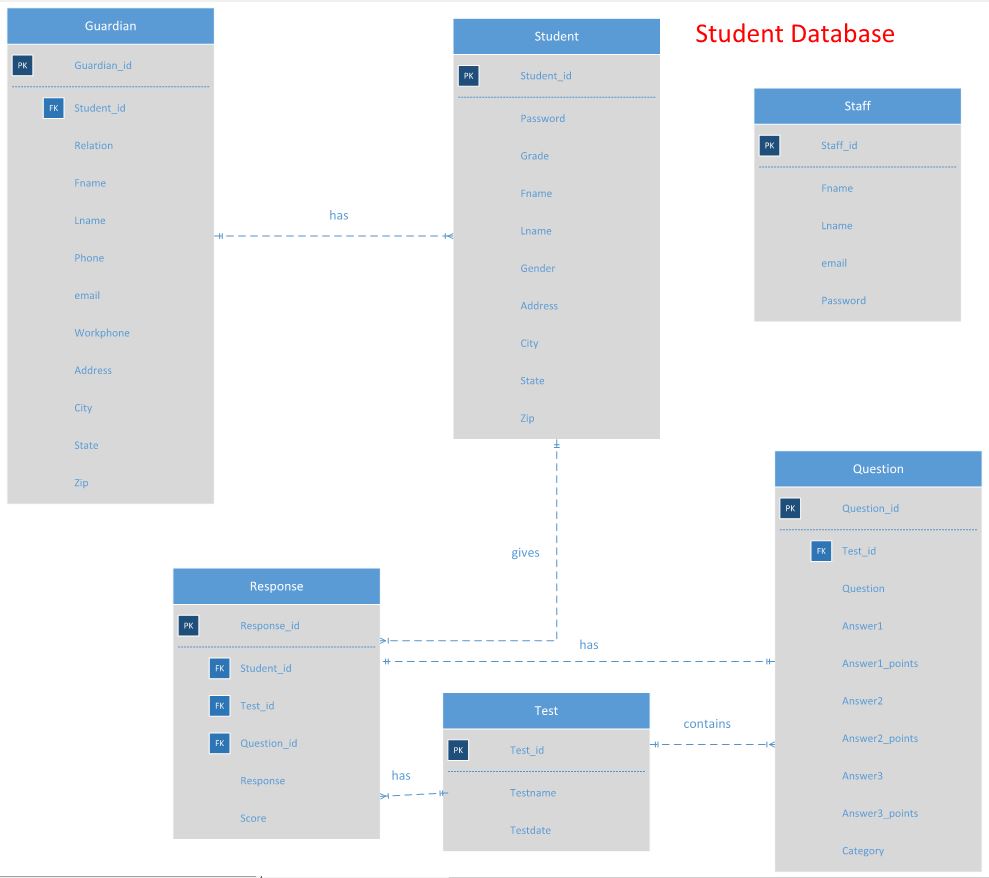 Student Database
Guardian
PK Guardian_id
FK Student_id
Relation
Fname
Lname
Phone
email
Workphone
Address
City
State
Zip
has
Student
PK Student_id
Password
Grade
Fname
Lname
Gender
Address
City
State
Zip
Staff
PK Staff_id
Fname
Lname
email
Password
gives
Response
PK Response_id
FK Student_id
FK Test_id
FK Question_id
Response
Score
has
has
Test
PK Test_id
Testname
Testdate
contains
Question
PK Question_id
FK Test_id
Question
Answer1
Answer1_points
Answer2
Answer2_points
Answer3
Answer3_points
Category